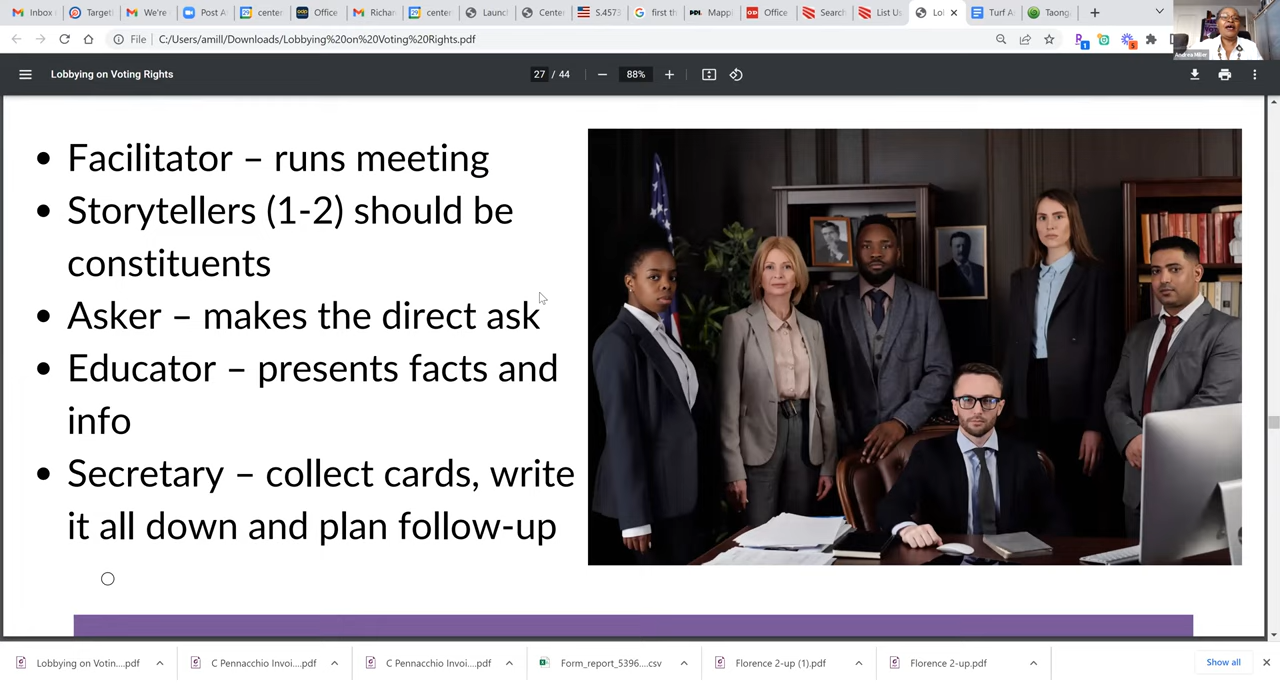 Inbox
Target
We're
Post A
center
Office
Richar
center
Launc
Center
S.4573
first th
Mapp
Office
Search
List Us
Lo
Turf A
Taong
File
C:/Users/amill/Downloads/Lobbying%20on%20Voting%20Rights.pdf
Andrea Miller
Lobbying on Voting Rights
27 / 44
88%
• Facilitator – runs meeting
• Storytellers (1-2) should be
constituents
• Asker – makes the direct ask
• Educator – presents facts and
info
• Secretary – collect cards, write
it all down and plan follow-up
Lobbying on Votin....pdf
C Pennacchio Invoi....pdf
C Pennacchio Invoi....pdf
Form_report_5396....csv
Florence 2-up (1).pdf
Florence 2-up.pdf
Show all